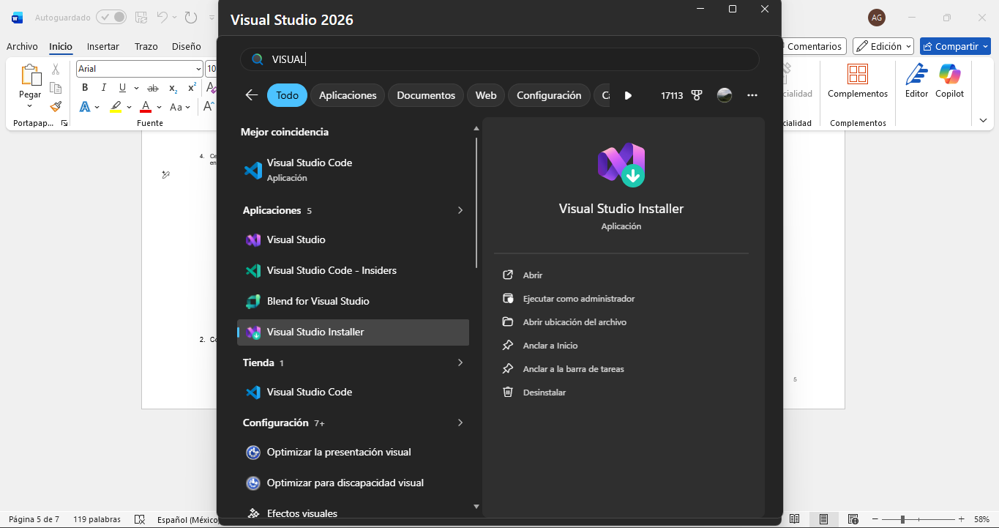 Autoguardado
Visual Studio 2026
AG
Archivo Inicio Insertar Trazo Diseño
Comentarios Edición Compartir
VISUAL
Pegar
Arial 10
B I U ab x₂ x²
A A Aa A
Portapap... Fuente
Complementos
Editor Copilot
Complementos
Todo Aplicaciones Documentos Web Configuración
17113
Mejor coincidencia
Visual Studio Code
Aplicación
Aplicaciones 5
Visual Studio
Visual Studio Code - Insiders
Blend for Visual Studio
Visual Studio Installer
Tienda 1
Visual Studio Code
Configuración 7+
Optimizar la presentación visual
Optimizar para discapacidad visual
Efectos visuales
Visual Studio Installer
Aplicación
Abrir
Ejecutar como administrador
Abrir ubicación del archivo
Anclar a Inicio
Anclar a la barra de tareas
Desinstalar
4.
2.
5
Página 5 de 7 119 palabras Español (México)
58%